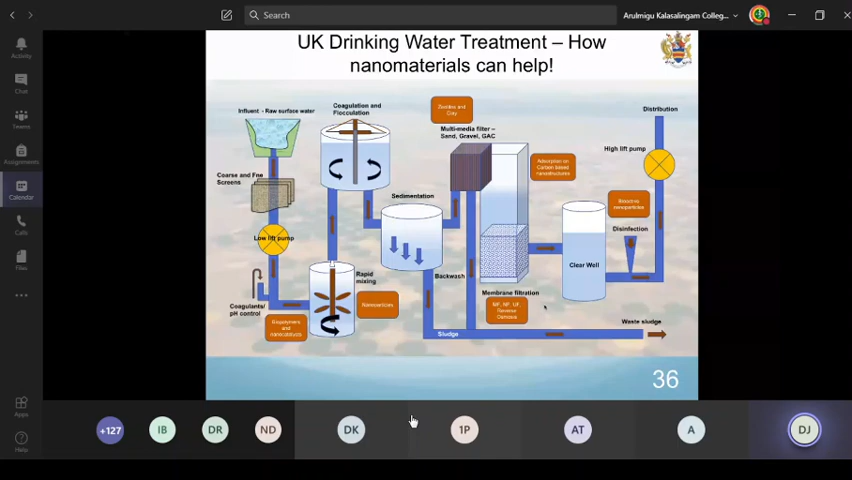 Search
Arulmigu Kalasalingam Colleg...
Activity
Chat
Teams
Assignments
Calendar
Calls
Files
Apps
Help
UK Drinking Water Treatment – How
nanomaterials can help!
Influent - Raw surface water
Coagulation and
Flocculation
Zeolites and
Clay
Multi-media filter –
Sand, Gravel, GAC
Distribution
High lift pump
Adsorption on
Carbon based
nanostructures
Coarse and Fine
Screens
Sedimentation
Bioactive
nanoparticles
Disinfection
Low lift pump
Clear Well
Rapid
mixing
Backwash
Membrane filtration
Coagulants/
pH control
Nanoparticles
MF, NF, UF,
Reverse
Osmosis
Biopolymers
and
Sludge
Waste sludge
36
+127
IB
DR
ND
DK
1P
AT
A
DJ